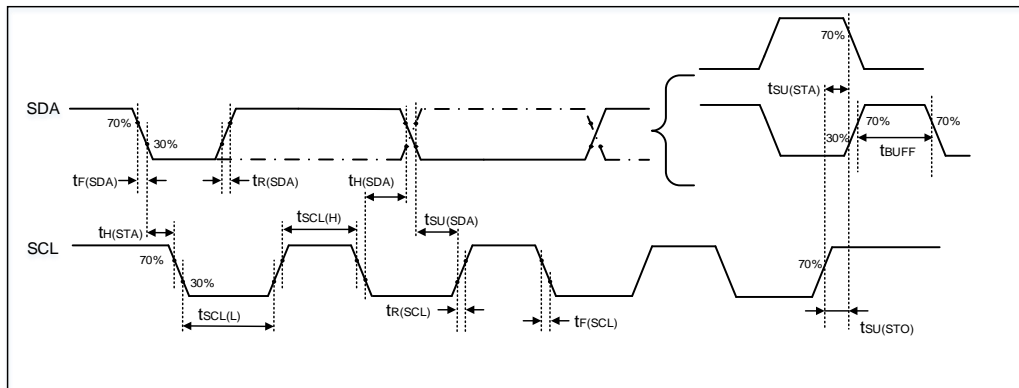 70%
tSU(STA)
SDA
70%
30%
30%
70%
70%
tBUFF
tF(SDA)
tR(SDA)
tH(SDA)
tSCL(H)
tSU(SDA)
tH(STA)
SCL
70%
30%
70%
tSCL(L)
tR(SCL)
tF(SCL)
tSU(STO)